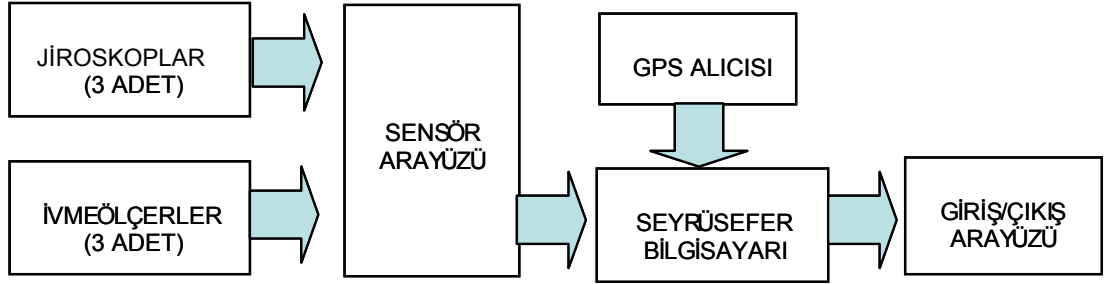 JİROSKOPLAR
(3 ADET)
İVMEÖLÇERLER
(3 ADET)
SENSÖR
ARAYÜZÜ
GPS ALICISI
SEYRÜSEFER
BİLGİSAYARI
GİRİŞ/ÇIKIŞ
ARAYÜZÜ